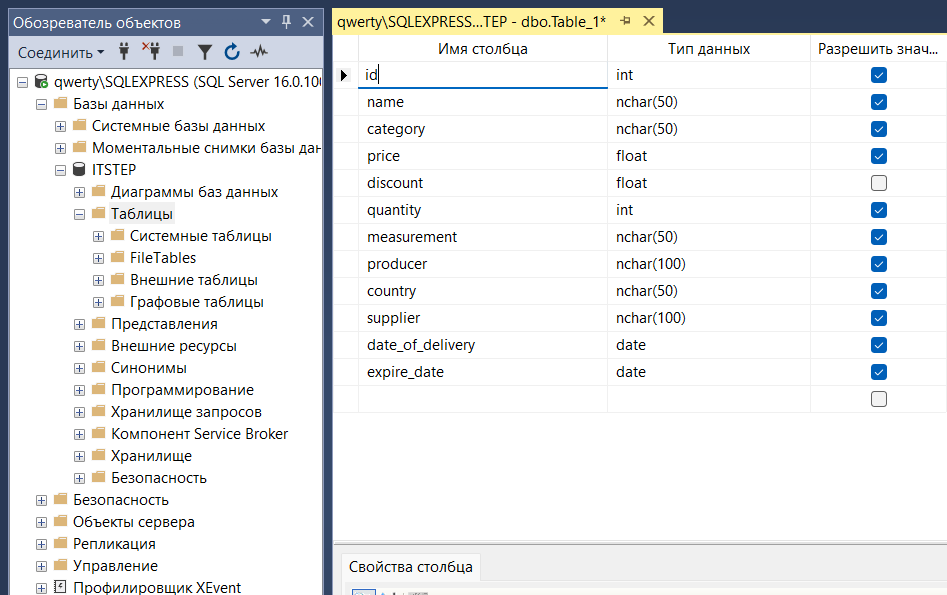 Обозреватель объектов
Соединить
qwerty\SQLEXPRESS (SQL Server 16.0.100
Базы данных
Системные базы данных
Моментальные снимки базы дан
ITSTEP
Диаграммы баз данных
Таблицы
Системные таблицы
FileTables
Внешние таблицы
Графовые таблицы
Представления
Внешние ресурсы
Синонимы
Программирование
Хранилище запросов
Компонент Service Broker
Хранилище
Безопасность
Безопасность
Объекты сервера
Репликация
Управление
Профилировщик XEvent
qwerty\SQLEXPRESS...TEP - dbo.Table_1*
Имя столбца Тип данных Разрешить знач...
id int
name nchar(50)
category nchar(50)
price float
discount float
quantity int
measurement nchar(50)
producer nchar(100)
country nchar(50)
supplier nchar(100)
date_of_delivery date
expire_date date
Свойства столбца